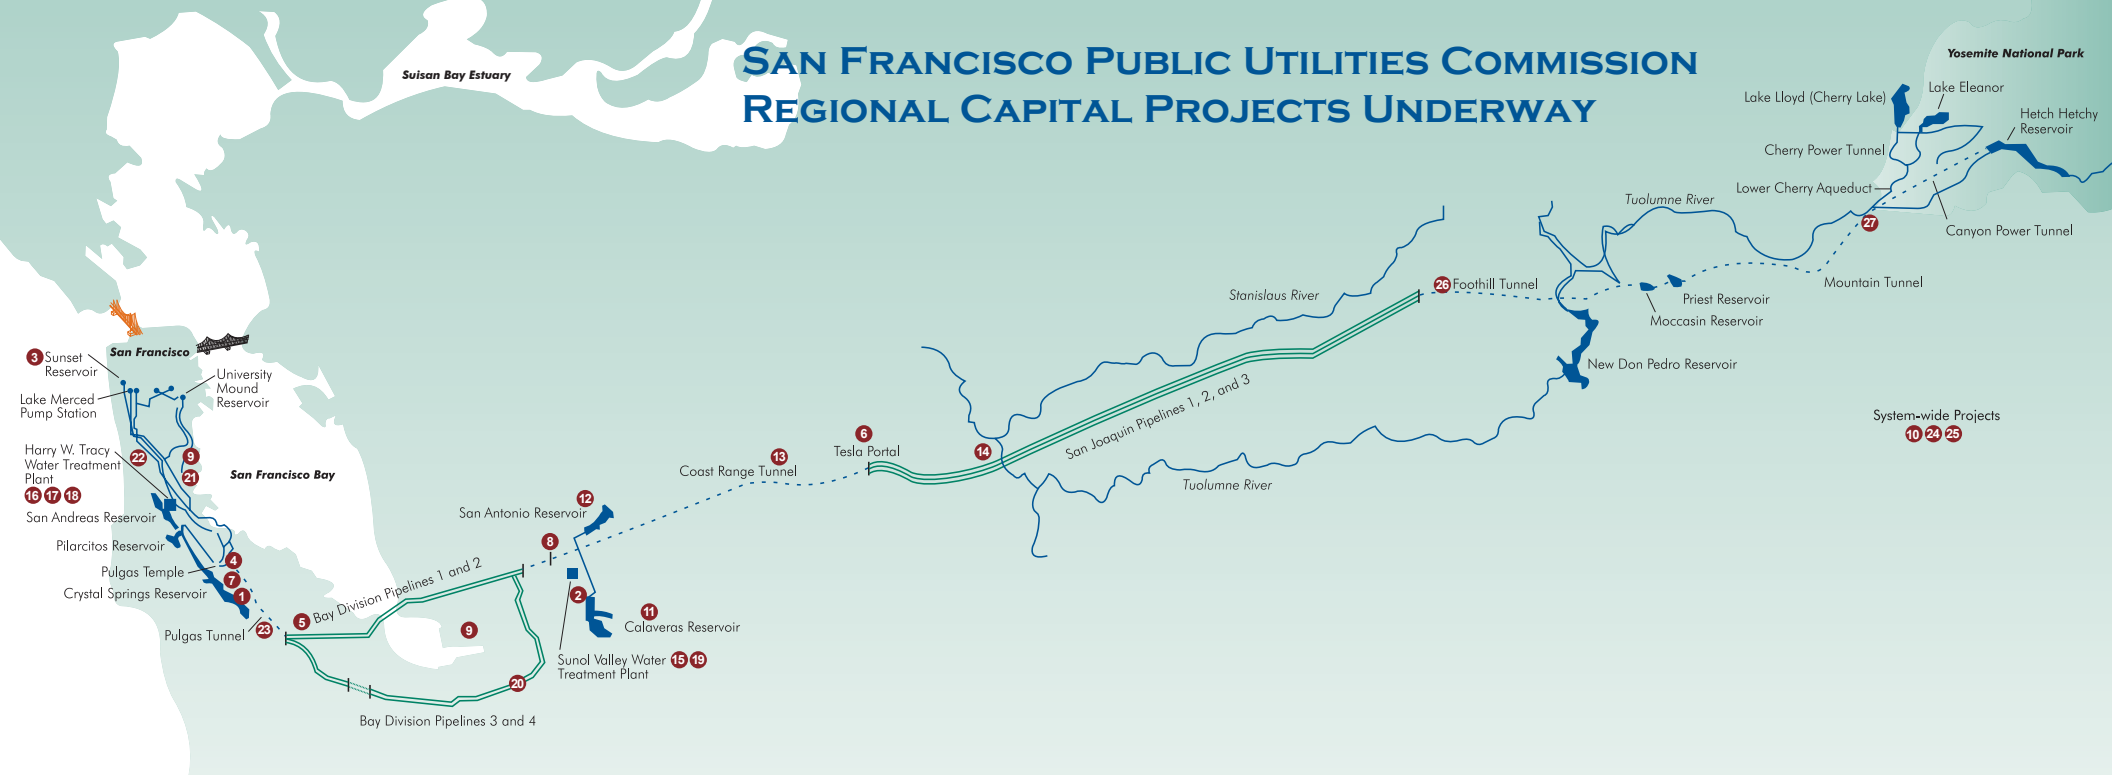 San Francisco Public Utilities Commission
Regional Capital Projects Underway
Suisan Bay Estuary
Yosemite National Park
Lake Lloyd (Cherry Lake)
Lake Eleanor
Hetch Hetchy
Reservoir
Cherry Power Tunnel
Lower Cherry Aqueduct
Tuolumne River
27
Canyon Power Tunnel
Mountain Tunnel
Priest Reservoir
Moccasin Reservoir
26 Foothill Tunnel
Stanislaus River
New Don Pedro Reservoir
System-wide Projects
10 24 25
San Joaquin Pipelines 1, 2, and 3
Tuolumne River
14
6
Tesla Portal
13
Coast Range Tunnel
12
San Antonio Reservoir
8
2
11
Calaveras Reservoir
Sunol Valley Water 15 19
Treatment Plant
San Francisco
3 Sunset
Reservoir
University
Mound
Reservoir
Lake Merced
Pump Station
Harry W. Tracy
Water Treatment
Plant
16 17 18
22
9
21
San Francisco Bay
San Andreas Reservoir
Pilarcitos Reservoir
Pulgas Temple
4
7
Crystal Springs Reservoir
1
Pulgas Tunnel
23
5
Bay Division Pipelines 1 and 2
9
20
Bay Division Pipelines 3 and 4